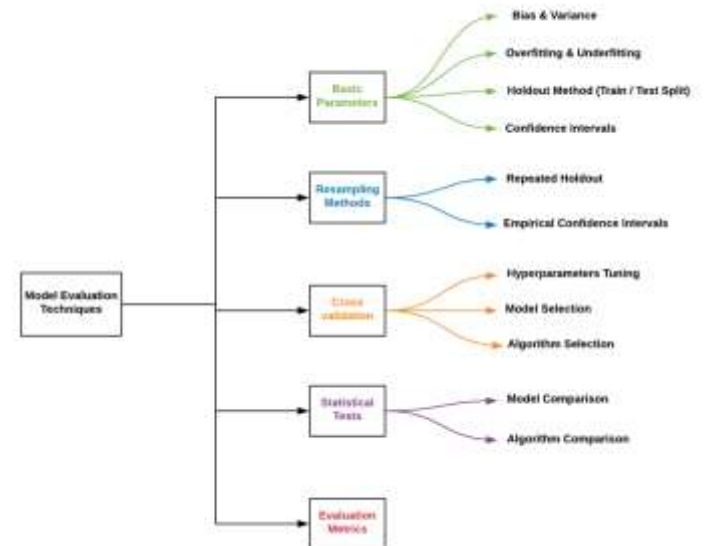 Bias & Variance
Overfitting & Underfitting
Basic
Parameters
Holdout Method (Train / Test Split)
Confidence Intervals
Resampling
Methods
Repeated Holdout
Empirical Confidence Intervals
Model Evaluation
Techniques
Cross
validation
Hyperparameters Tuning
Model Selection
Algorithm Selection
Statistical
Tests
Model Comparison
Algorithm Comparison
Evaluation
Metrics